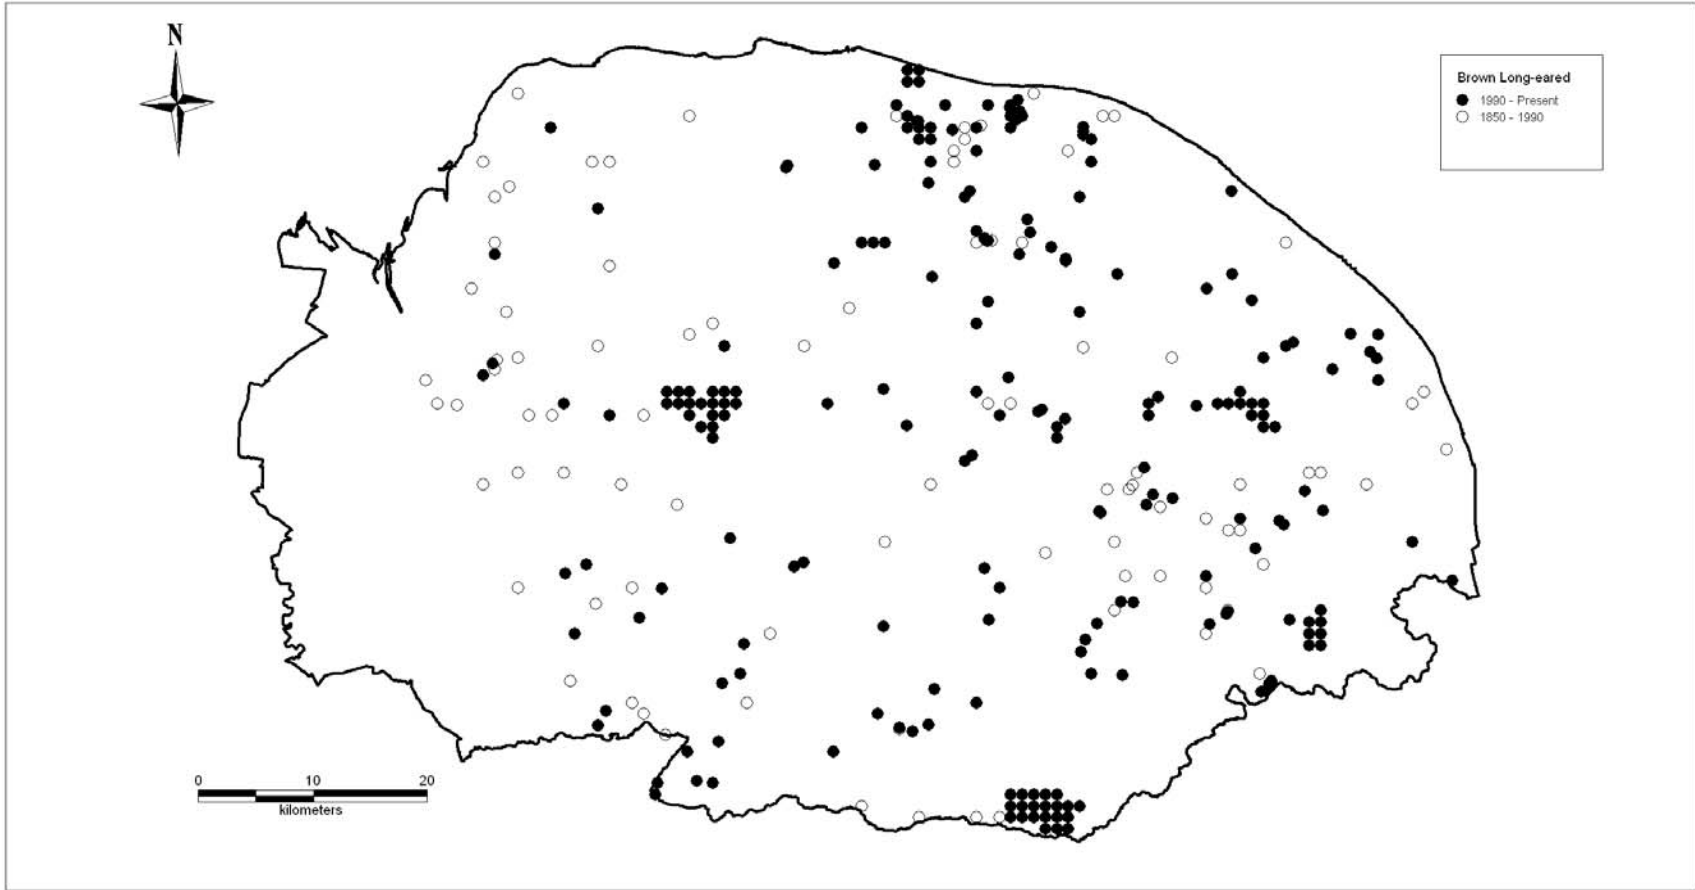 N
Brown Long-eared
1990 - Present
1850 - 1990
0 10 20
kilometers